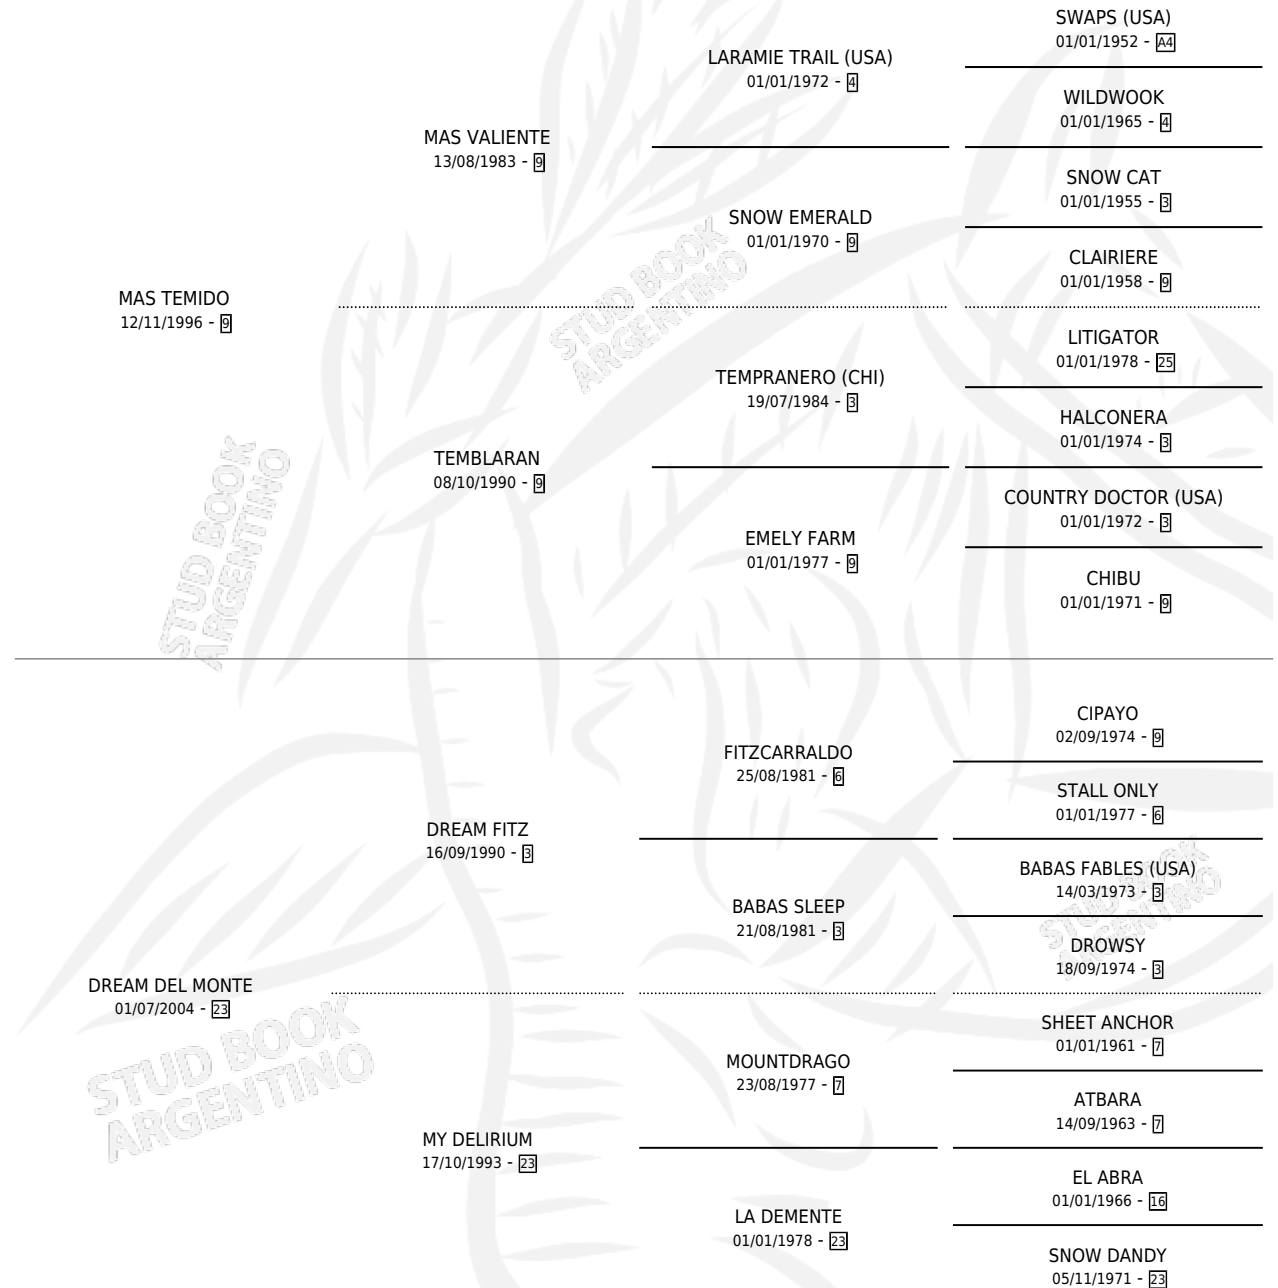 SWAPS (USA)
01/01/1952 - A4
LARAMIE TRAIL (USA)
01/01/1972 - 4
WILDWOOK
01/01/1965 - 4
MAS VALIENTE
13/08/1983 - 9
SNOW CAT
01/01/1955 - 3
SNOW EMERALD
01/01/1970 - 9
CLAIRIERE
01/01/1958 - 9
MAS TEMIDO
12/11/1996 - 9
LITIGATOR
01/01/1978 - 25
TEMPRANERO (CHI)
19/07/1984 - 3
HALCONERA
01/01/1974 - 3
TEMBLARAN
08/10/1990 - 9
COUNTRY DOCTOR (USA)
01/01/1972 - 3
EMELY FARM
01/01/1977 - 9
CHIBU
01/01/1971 - 9
CIPAYO
02/09/1974 - 9
FITZCARRALDO
25/08/1981 - 6
STALL ONLY
01/01/1977 - 6
DREAM FITZ
16/09/1990 - 3
BABAS FABLES (USA)
14/03/1973 - 3
BABAS SLEEP
21/08/1981 - 3
DROWSY
18/09/1974 - 3
DREAM DEL MONTE
01/07/2004 - 23
SHEET ANCHOR
01/01/1961 - 7
MOUNTDRAGO
23/08/1977 - 7
ATBARA
14/09/1963 - 7
MY DELIRIUM
17/10/1993 - 23
EL ABRA
01/01/1966 - 16
LA DEMENTE
01/01/1978 - 23
SNOW DANDY
05/11/1971 - 23
STUD BOOK
ARGENTINO
STUD BOOK
ARGENTINO
STUD BOOK
ARGENTINO
STUD BOOK
ARGENTINO